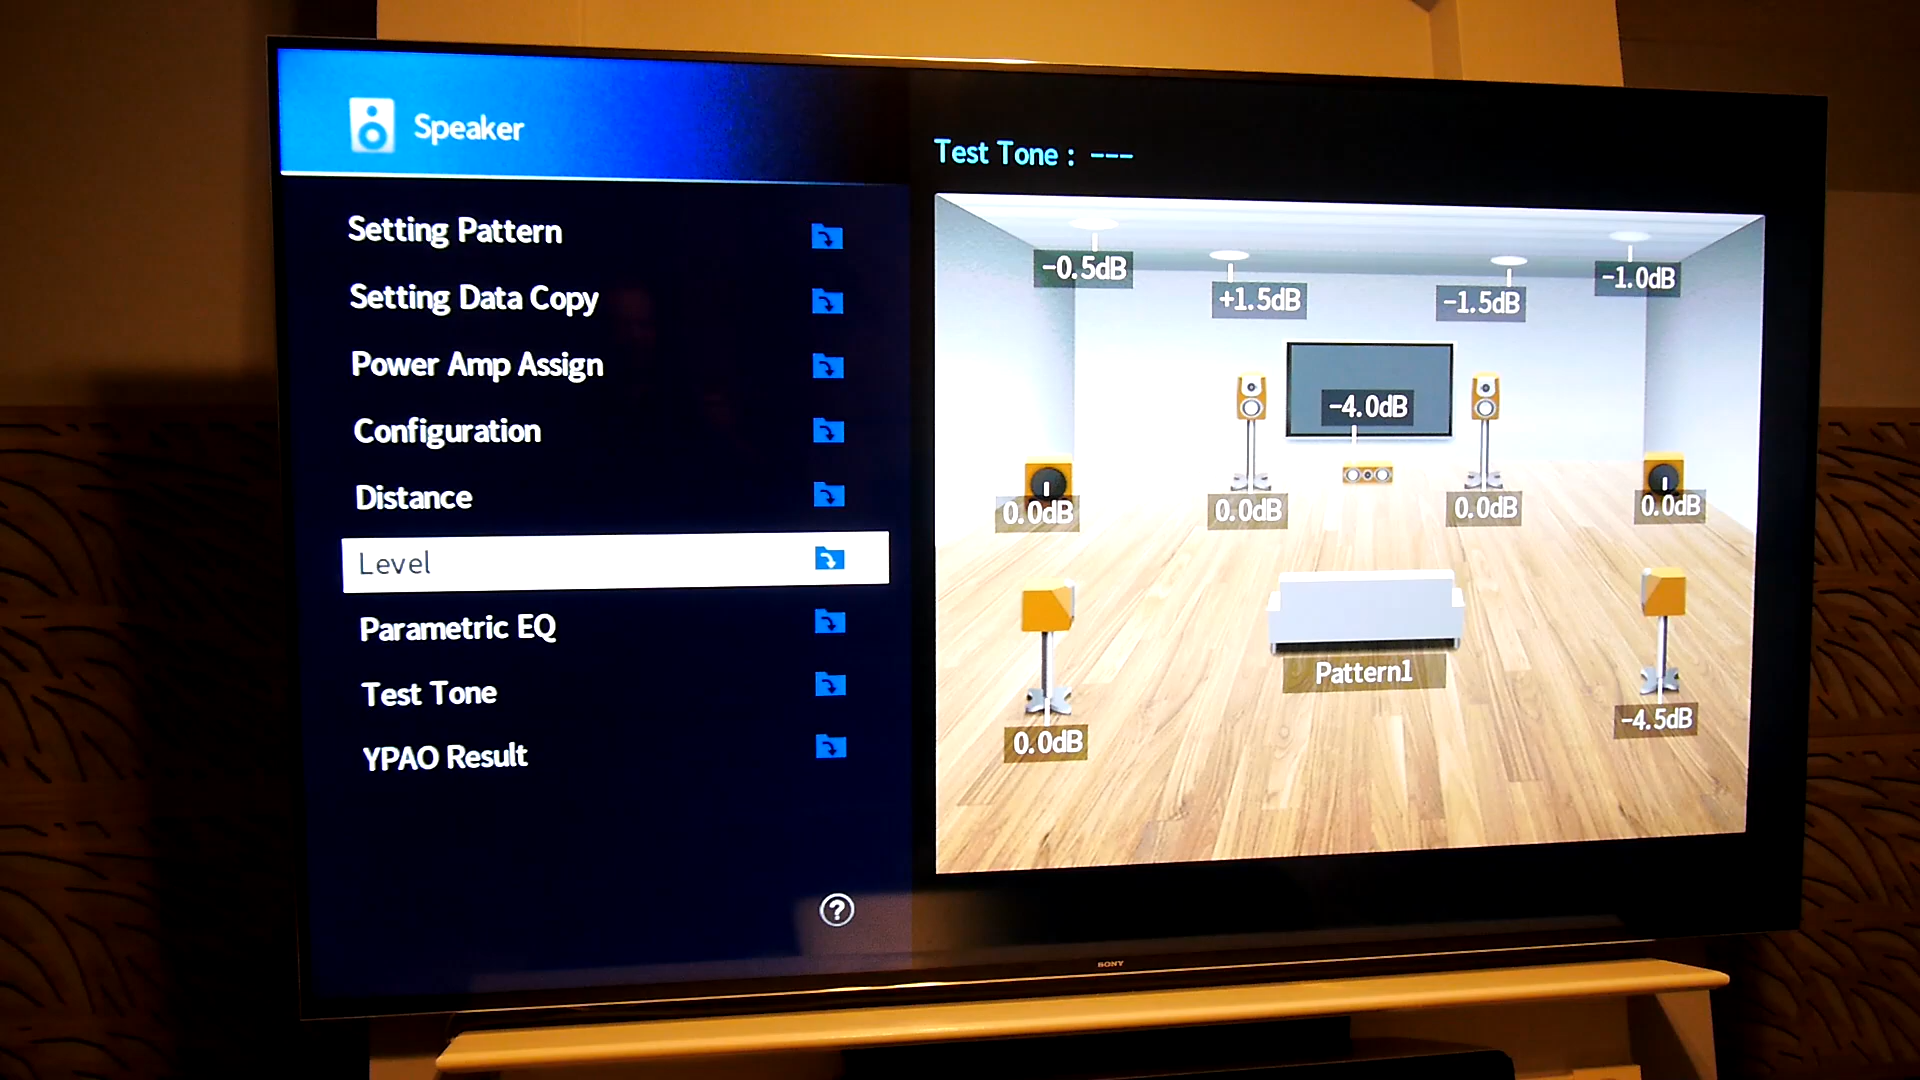 Speaker
Setting Pattern
Setting Data Copy
Power Amp Assign
Configuration
Distance
Level
Parametric EQ
Test Tone
YPAO Result
Test Tone : ---
-0.5dB
+1.5dB
-1.5dB
-1.0dB
-4.0dB
0.0dB
0.0dB
0.0dB
0.0dB
Pattern1
0.0dB
-4.5dB
?
SONY